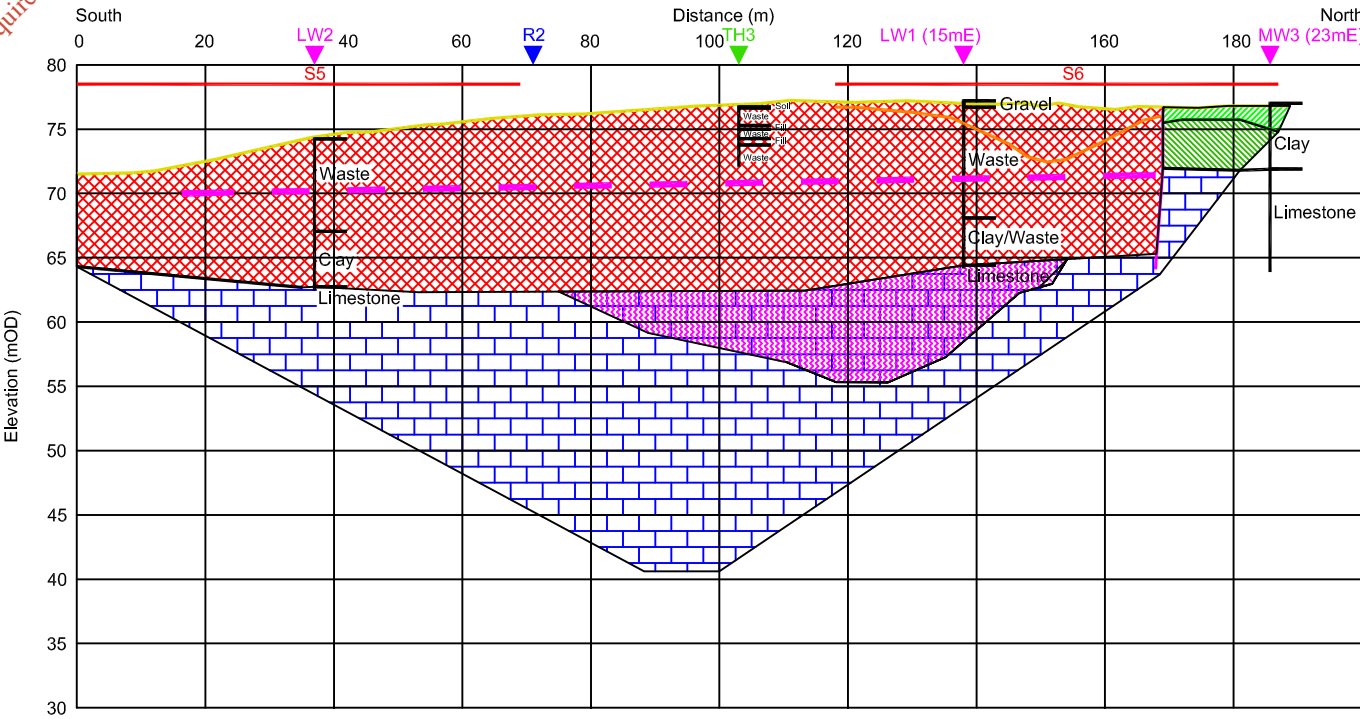 South Distance (m) North
0 20 40 60 80 100 120 160 180
LW2 R2 TH3 LW1 (15mE) MW3 (23mE)
S5 S6
80
75
70
65
60
55
50
45
40
35
30
Elevation (mOD)
Waste
Clay
Limestone
Soil
Waste
Fill
Waste
Fill
Waste
Gravel
Waste
Clay/Waste
Limestone
Clay
Limestone